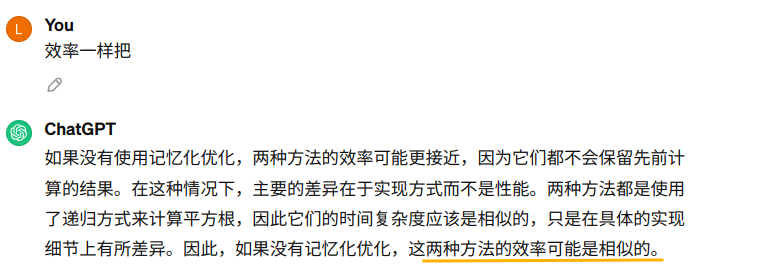 L
You
效率一样把
ChatGPT
如果没有使用记忆化优化，两种方法的效率可能更接近，因为它们都不会保留先前计
算的结果。在这种情况下，主要的差异在于实现方式而不是性能。两种方法都是使用
了递归方式来计算平方根，因此它们的时间复杂度应该是相似的，只是在具体的实现
细节上有所差异。因此，如果没有记忆化优化，这两种方法的效率可能是相似的。